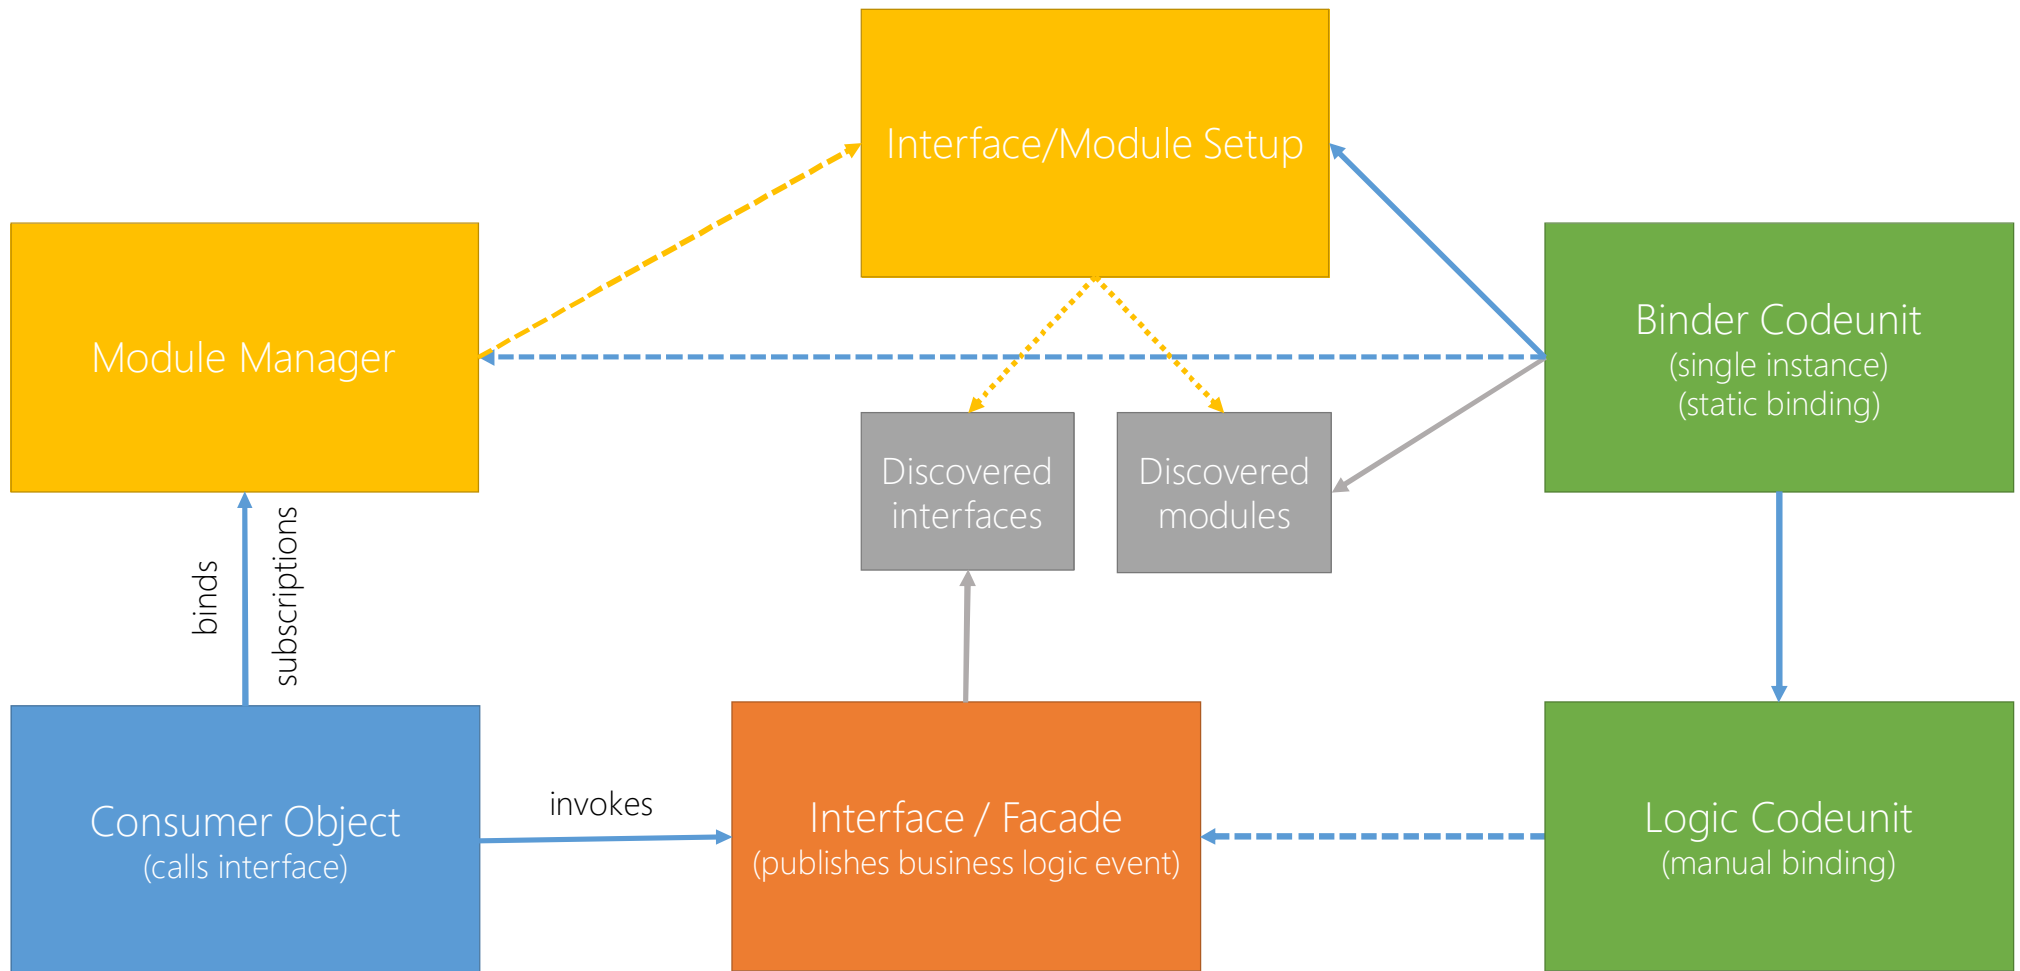 Interface/Module Setup
Module Manager
Binder Codeunit
(single instance)
(static binding)
Discovered
interfaces
Discovered
modules
binds
subscriptions
Consumer Object
(calls interface)
invokes
Interface / Facade
(publishes business logic event)
Logic Codeunit
(manual binding)